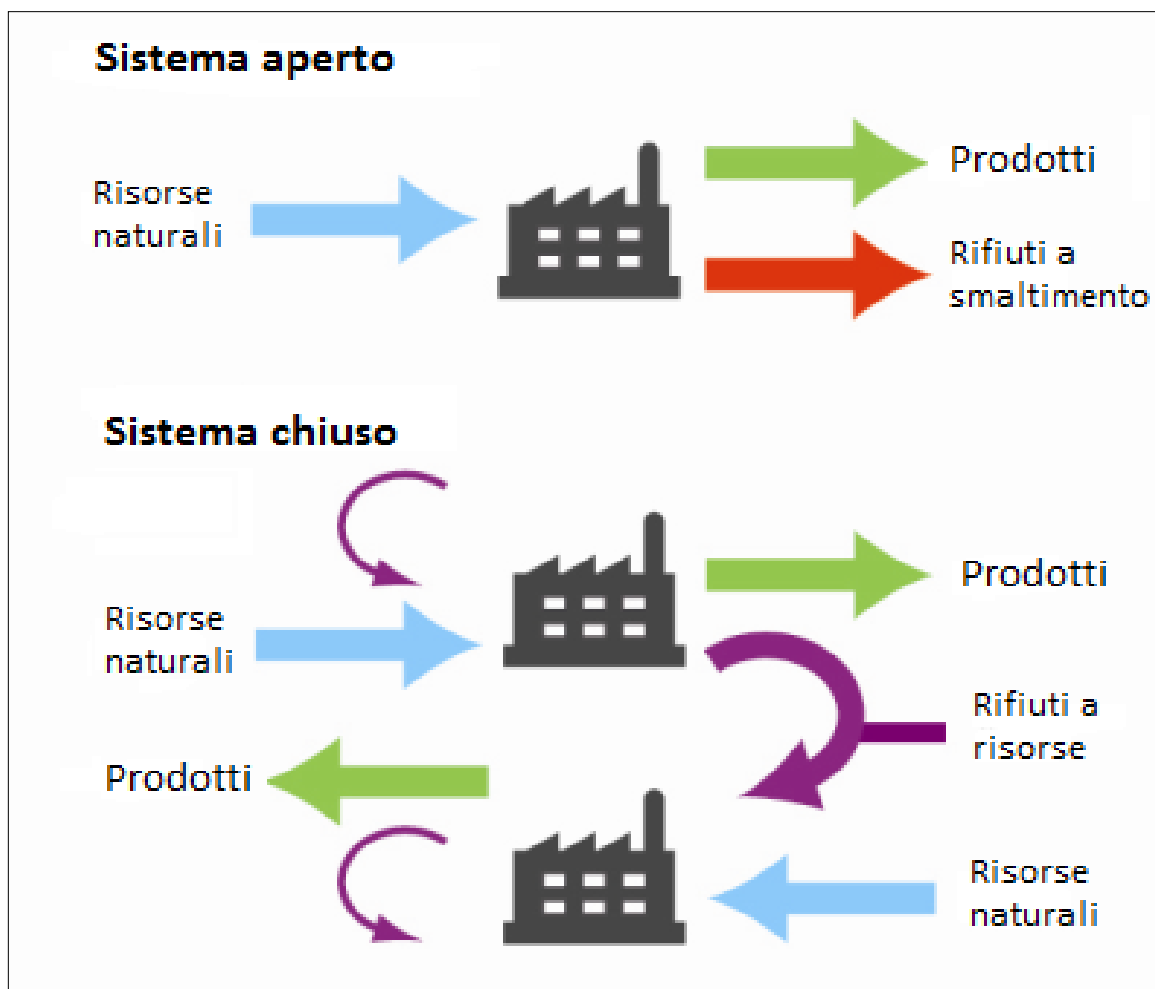 Sistema aperto
Risorse
naturali
Prodotti
Rifiuti a
smaltimento
Sistema chiuso
Risorse
naturali
Prodotti
Rifiuti a
risorse
Prodotti
Risorse
naturali